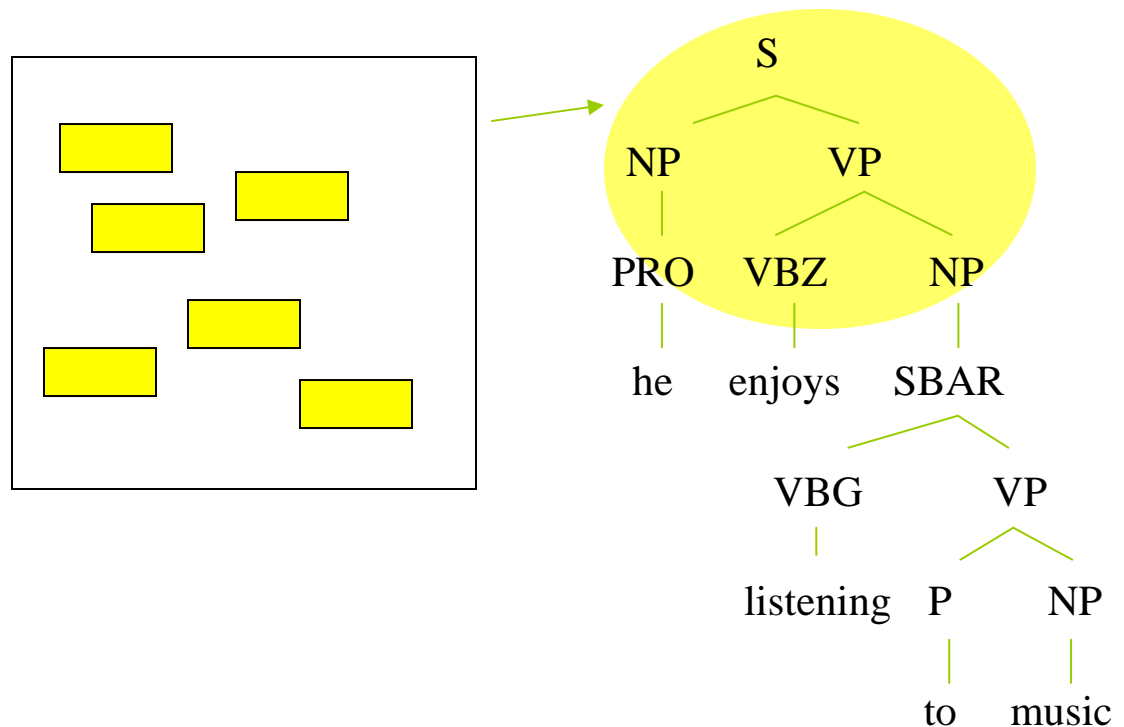 S
NP VP
PRO VBZ NP
he enjoys SBAR
VBG VP
listening P NP
to music